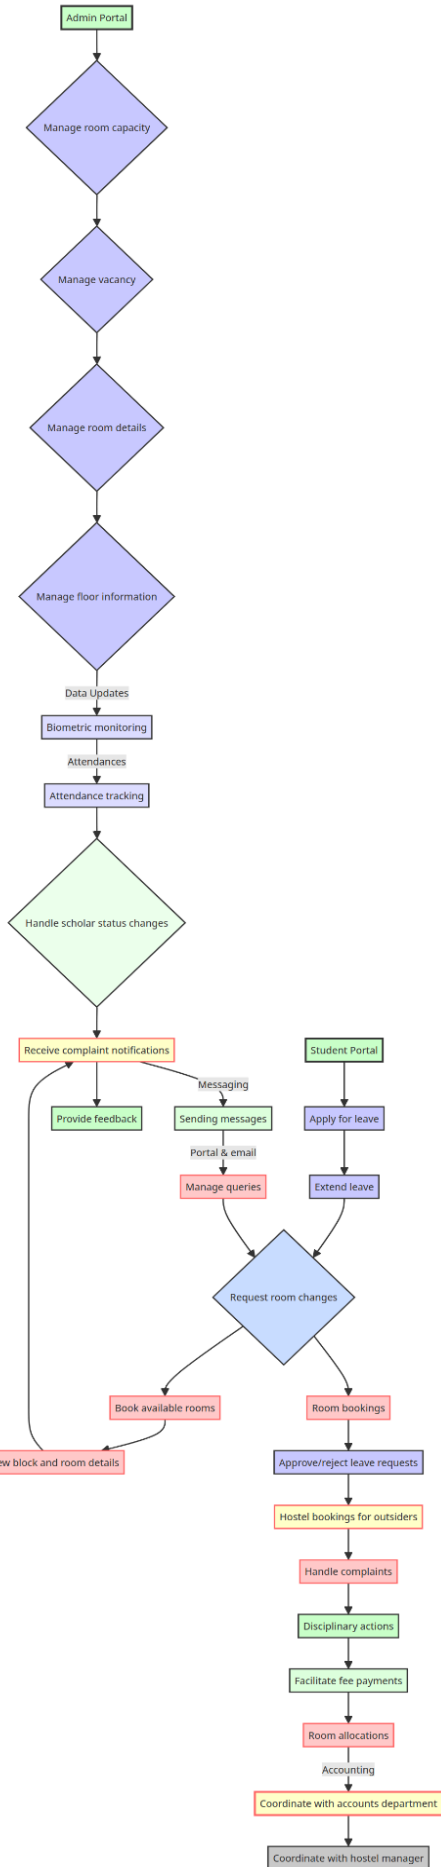 Admin Portal
Manage room capacity
Manage vacancy
Manage room details
Manage floor information
Data Updates
Biometric monitoring
Attendances
Attendance tracking
Handle scholar status changes
Receive complaint notifications
Student Portal
Messaging
Provide feedback
Sending messages
Apply for leave
Portal & email
Manage queries
Extend leave
Request room changes
Book available rooms
Room bookings
block and room details
Approve/reject leave requests
Hostel bookings for outsiders
Handle complaints
Disciplinary actions
Facilitate fee payments
Room allocations
Accounting
Coordinate with accounts department
Coordinate with hostel manager